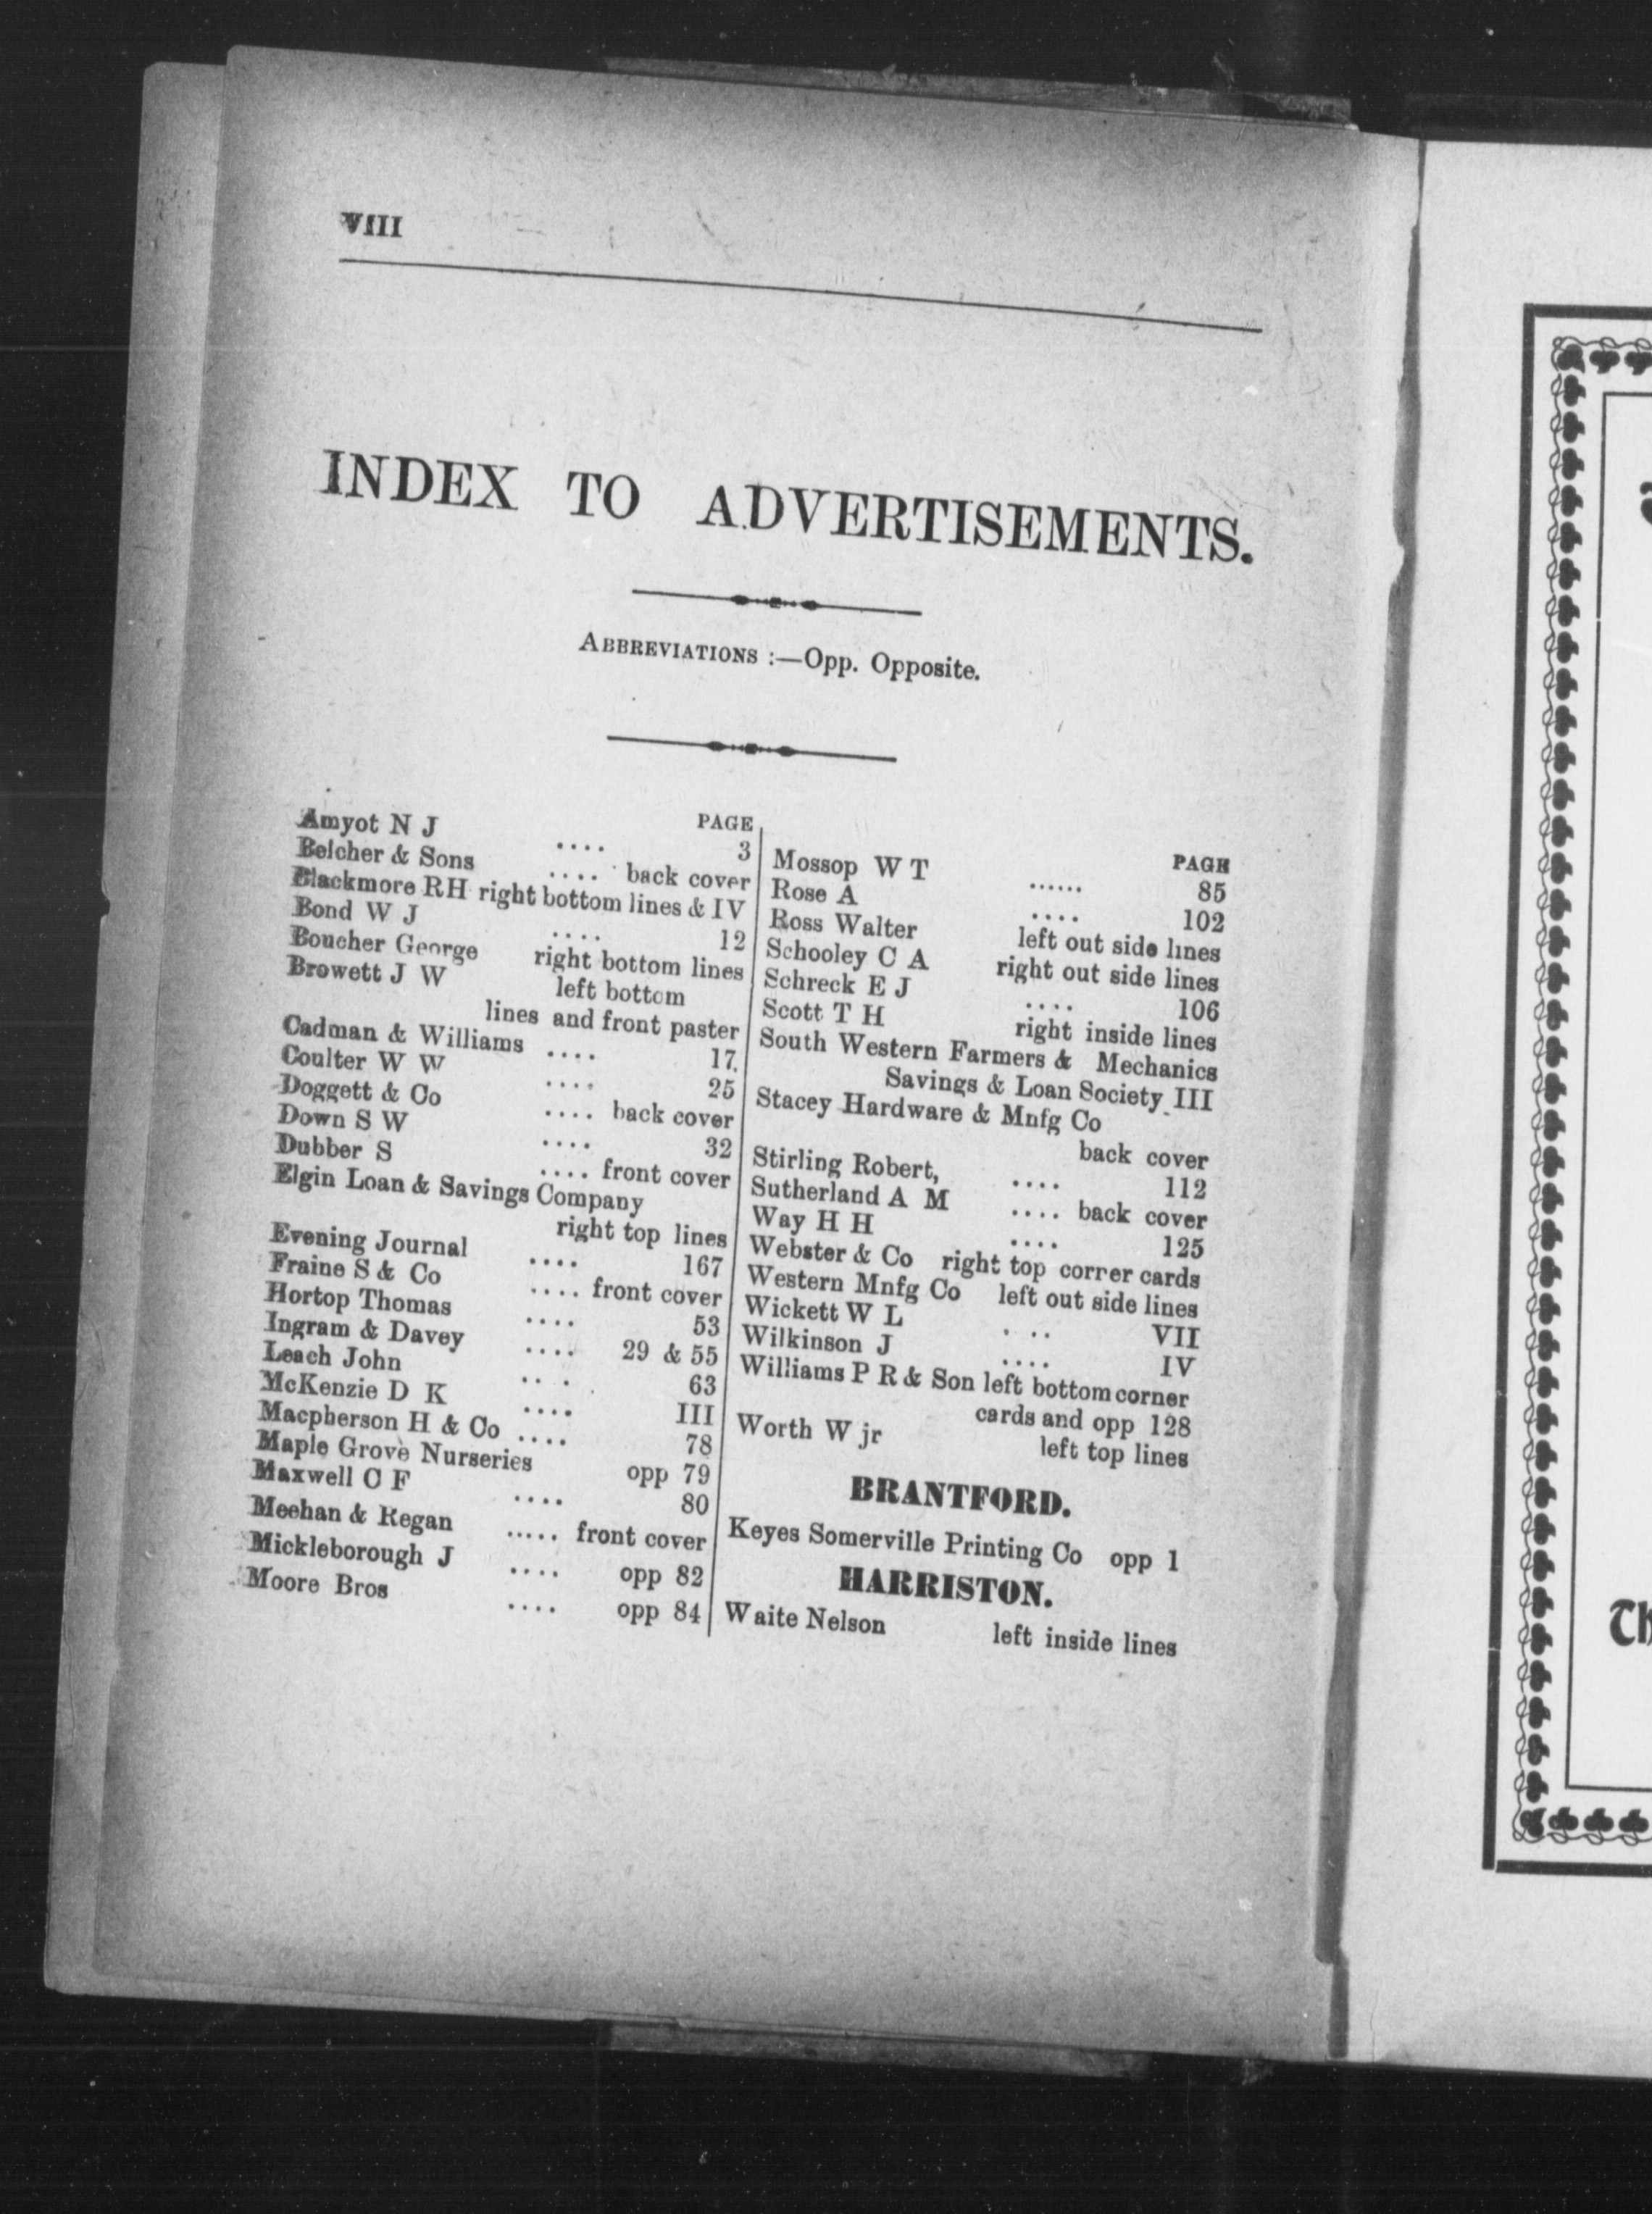 VIII
INDEX TO ADVERTISEMENTS.
ABBREVIATIONS :—Opp. Opposite.
PAGE
Amyot N J .... 3
Belcher & Sons .... back cover
Blackmore RH right bottom lines & IV
Bond W J .... 12
Boucher George right bottom lines
Browett J W left bottom
lines and front paster
Cadman & Williams .... 17
Coulter W W .... 25
Doggett & Co .... back cover
Down S W .... 32
Dubber S .... front cover
Elgin Loan & Savings Company
right top lines
Evening Journal .... 167
Fraine S & Co .... front cover
Hortop Thomas .... 53
Ingram & Davey .... 29 & 55
Leach John .... 63
McKenzie D K .... III
Macpherson H & Co .... 78
Maple Grove Nurseries opp 79
Maxwell C F .... 80
Meehan & Regan ..... front cover
Mickleborough J .... opp 82
Moore Bros .... opp 84
PAGE
Mossop W T ...... 85
Rose A .... 102
Ross Walter left out side lines
Schooley C A right out side lines
Schreck E J .... 106
Scott T H right inside lines
South Western Farmers & Mechanics
Savings & Loan Society III
Stacey Hardware & Mnfg Co
back cover
Stirling Robert, .... 112
Sutherland A M .... back cover
Way H H .... 125
Webster & Co right top corrер cards
Western Mnfg Co left out side lines
Wickett W L . .. VII
Wilkinson J .... IV
Williams P R & Son left bottom corner
cards and opp 128
Worth W jr left top lines
BRANTFORD.
Keyes Somerville Printing Co opp 1
HARRISTON.
Waite Nelson left inside lines